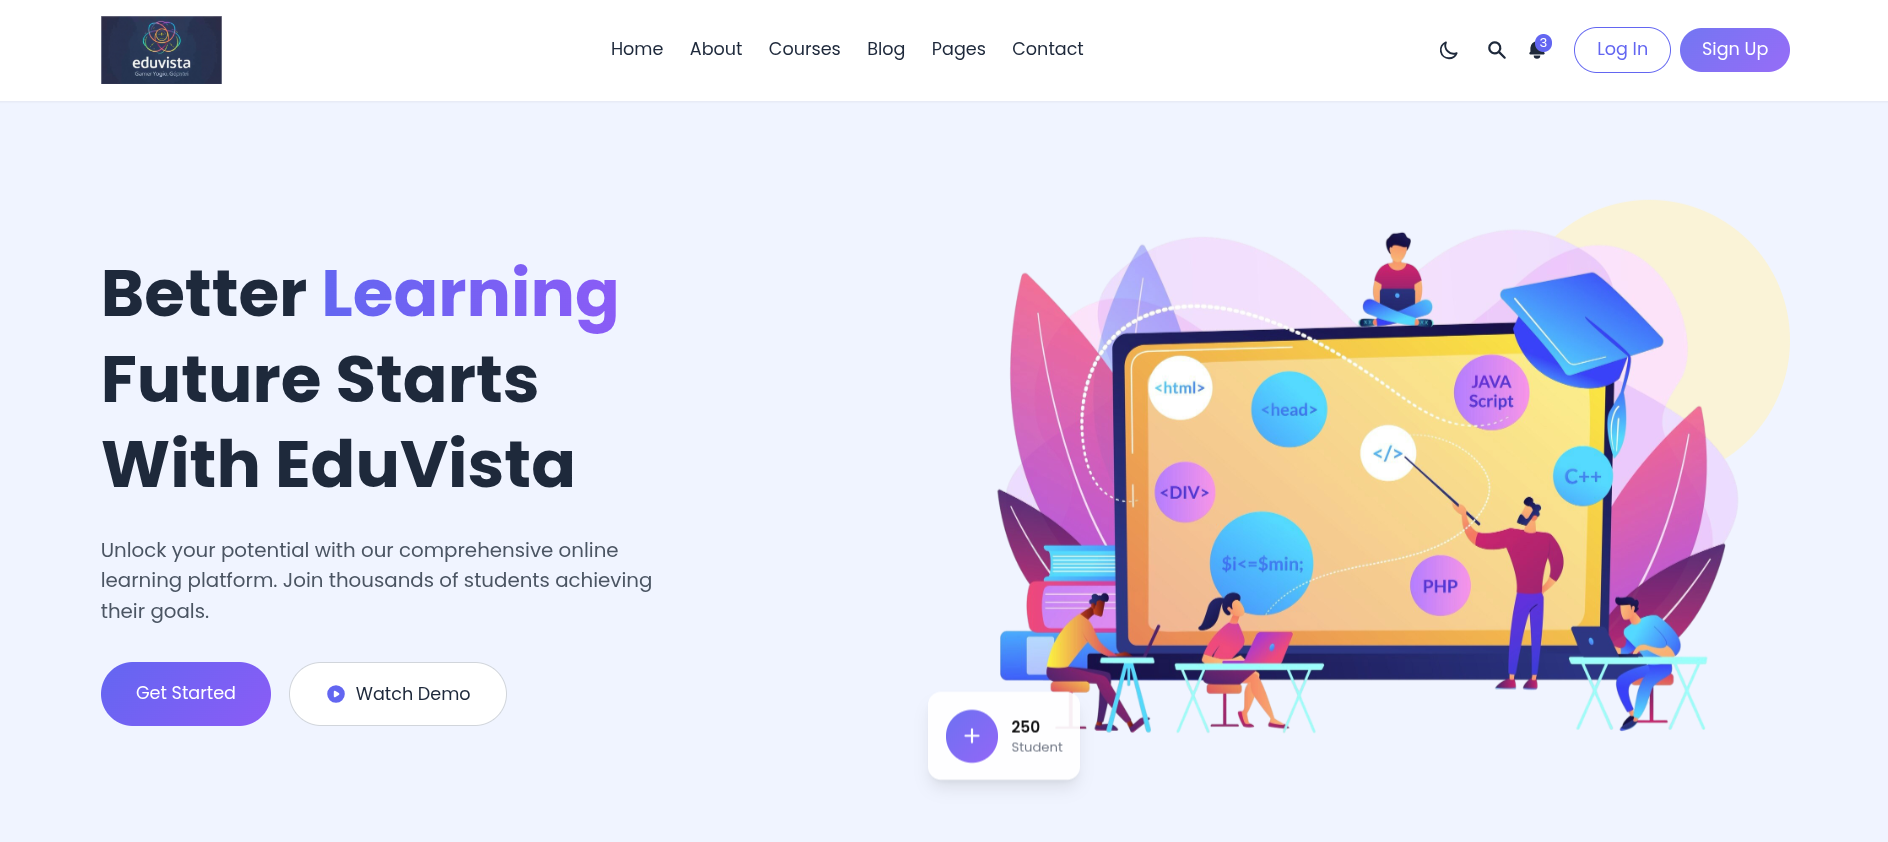 eduvista
Home About Courses Blog Pages Contact
3
Log In
Sign Up
Better Learning
Future Starts
With EduVista
Unlock your potential with our comprehensive online
learning platform. Join thousands of students achieving
their goals.
Get Started
Watch Demo
<html>
<head>
JAVA
Script
</>
C++
<DIV>
$i<=$min;
PHP
250
Student